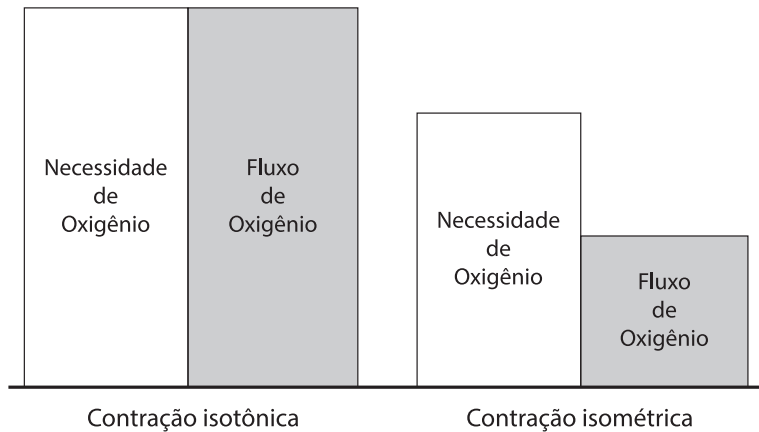 Necessidade
de
Oxigênio
Fluxo
de
Oxigênio
Necessidade
de
Oxigênio
Fluxo
de
Oxigênio
Contração isotônica
Contração isométrica